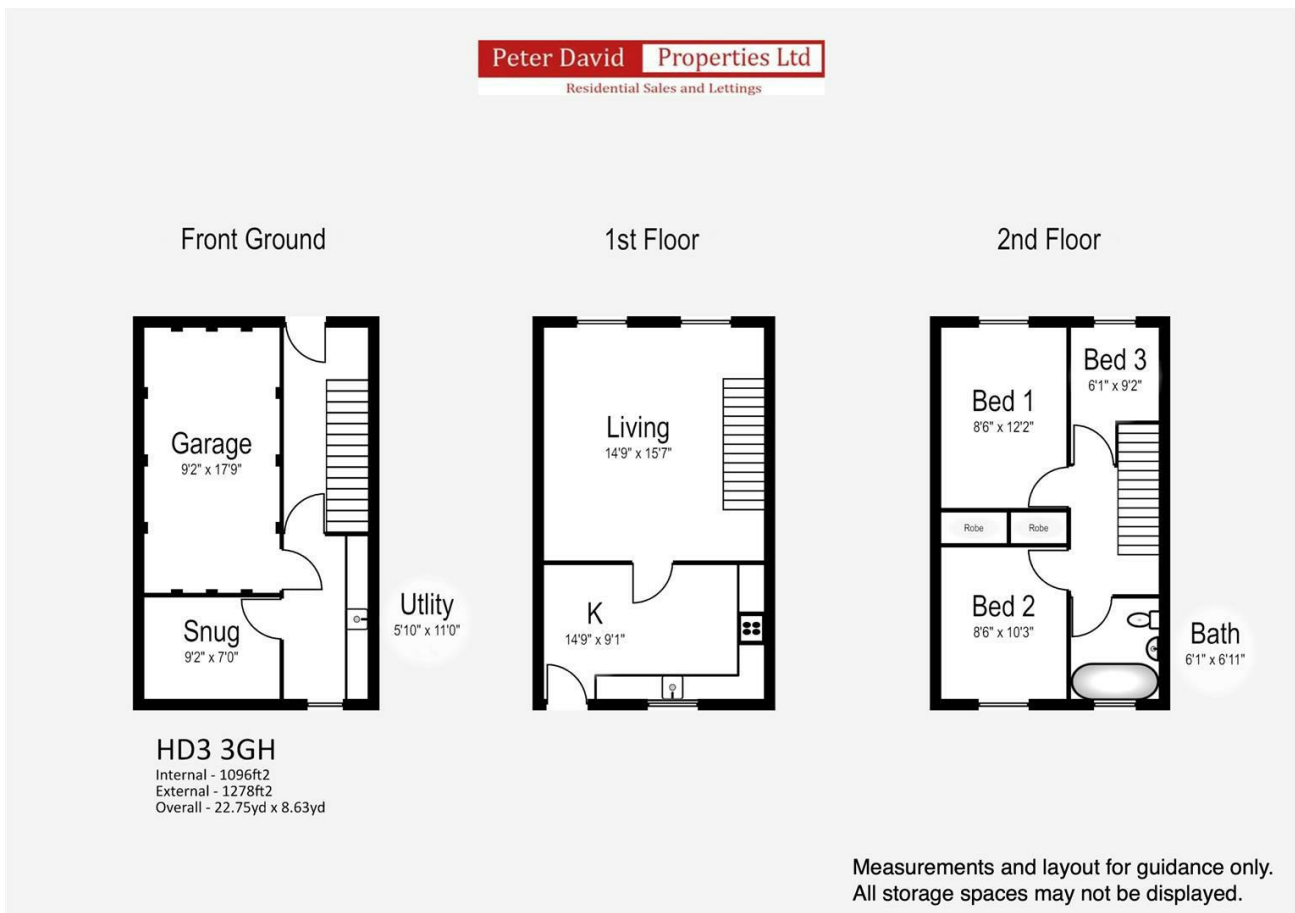 Peter David Properties Ltd
Residential Sales and Lettings
Front Ground
1st Floor
2nd Floor
Garage
9'2" x 17'9"
Snug
9'2" x 7'0"
Utlity
5'10" x 11'0"
Living
14'9" x 15'7"
K
14'9" x 9'1"
Bed 1
8'6" x 12'2"
Bed 3
6'1" x 9'2"
Robe
Robe
Bed 2
8'6" x 10'3"
Bath
6'1" x 6'11"
HD3 3GH
Internal - 1096ft2
External - 1278ft2
Overall - 22.75yd x 8.63yd
Measurements and layout for guidance only.
All storage spaces may not be displayed.